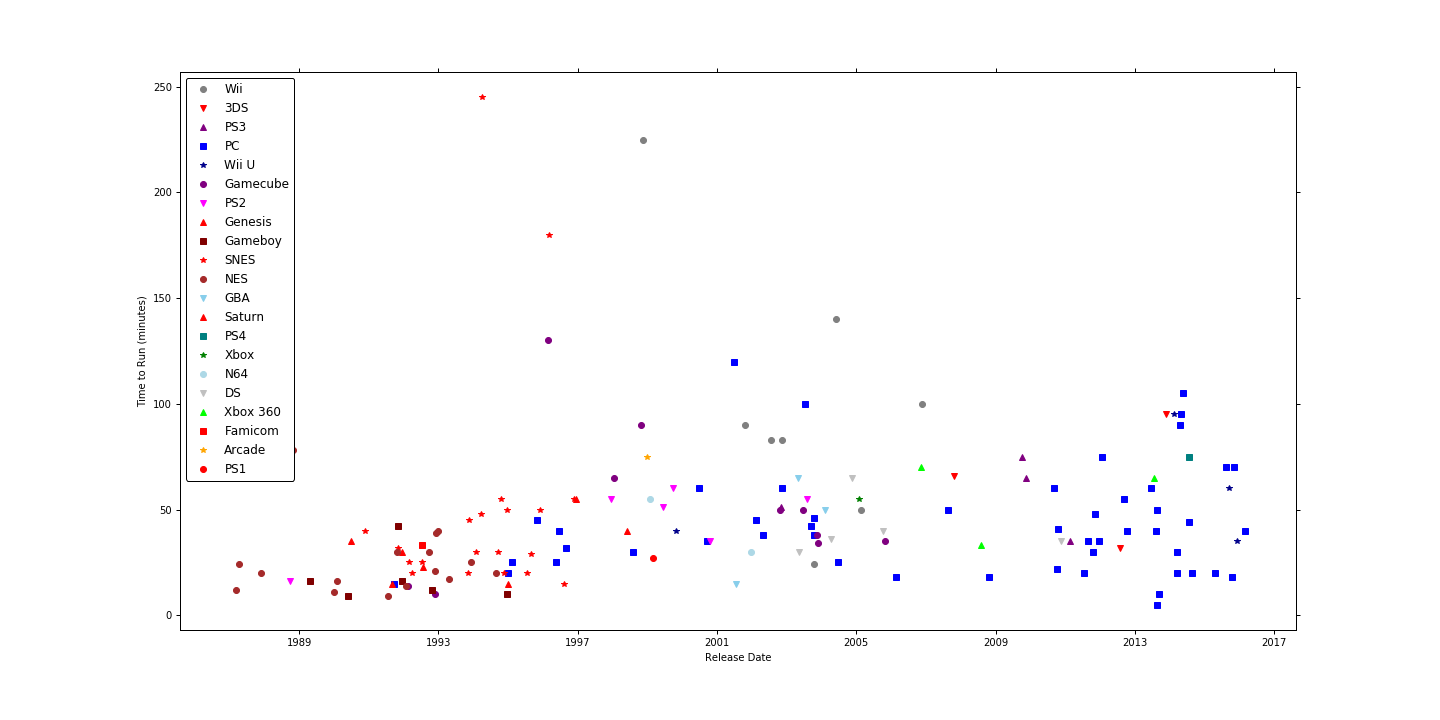 250
200
150
100
50
0
Time to Run (minutes)
Wii
3DS
PS3
PC
Wii U
Gamecube
PS2
Genesis
Gameboy
SNES
NES
GBA
Saturn
PS4
Xbox
N64
DS
Xbox 360
Famicom
Arcade
PS1
1989 1993 1997 2001 2005 2009 2013 2017
Release Date